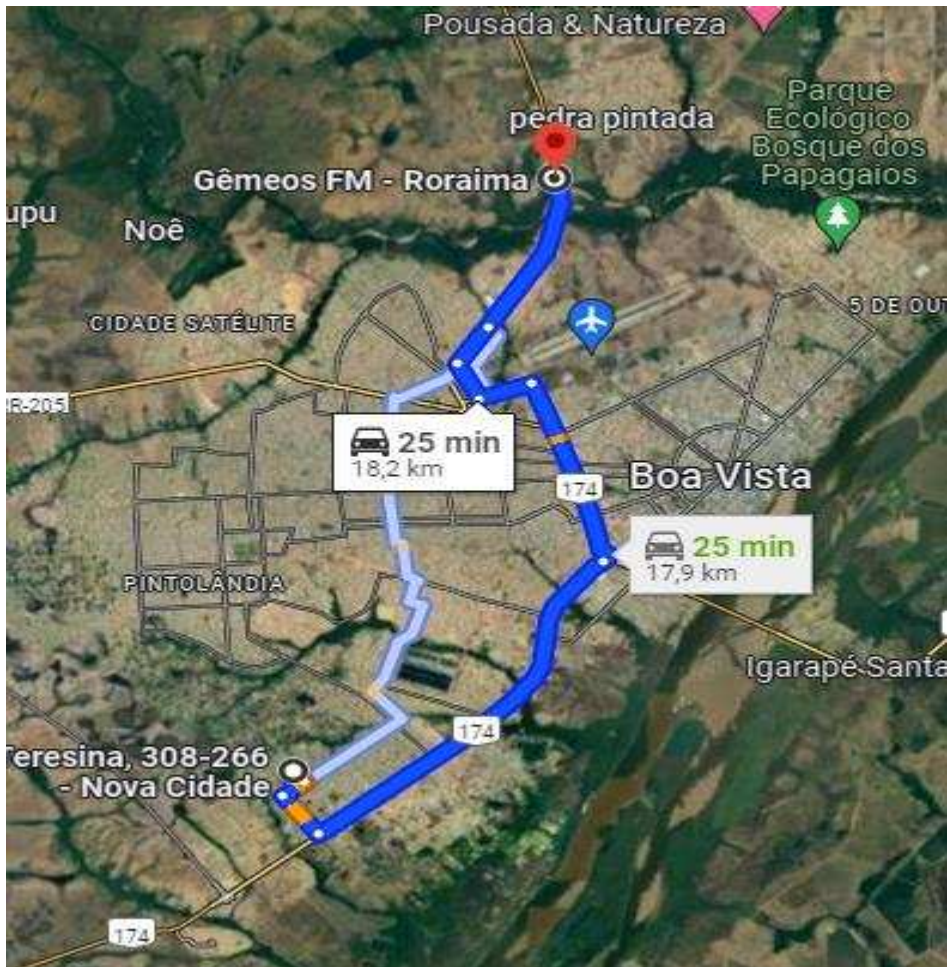 Pousada & Natureza
pedra pintada
Parque
Ecológico
Bosque dos
Papagaios
Gêmeos FM - Roraima
upu
Noê
CIDADE SATÉLITE
5 DE OU
BR-205
25 min
18,2 km
174
Boa Vista
25 min
17,9 km
PINTOLÂNDIA
Igarapé Santa
174
Teresina, 308-266
- Nova Cidade
174